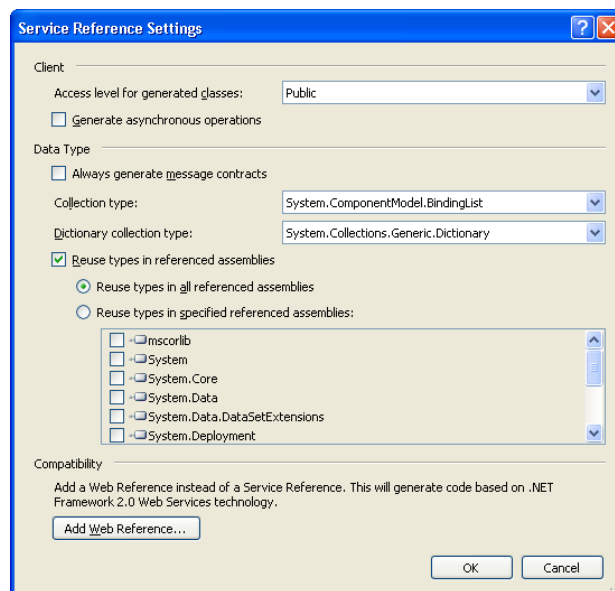 Service Reference Settings
Client
Access level for generated classes:
Public
Generate asynchronous operations
Data Type
Always generate message contracts
Collection type:
System.ComponentModel.BindingList
Dictionary collection type:
System.Collections.Generic.Dictionary
Reuse types in referenced assemblies
Reuse types in all referenced assemblies
Reuse types in specified referenced assemblies:
mscorlib
System
System.Core
System.Data
System.Data.DataSetExtensions
System.Deployment
Compatibility
Add a Web Reference instead of a Service Reference. This will generate code based on .NET
Framework 2.0 Web Services technology.
Add Web Reference...
OK
Cancel